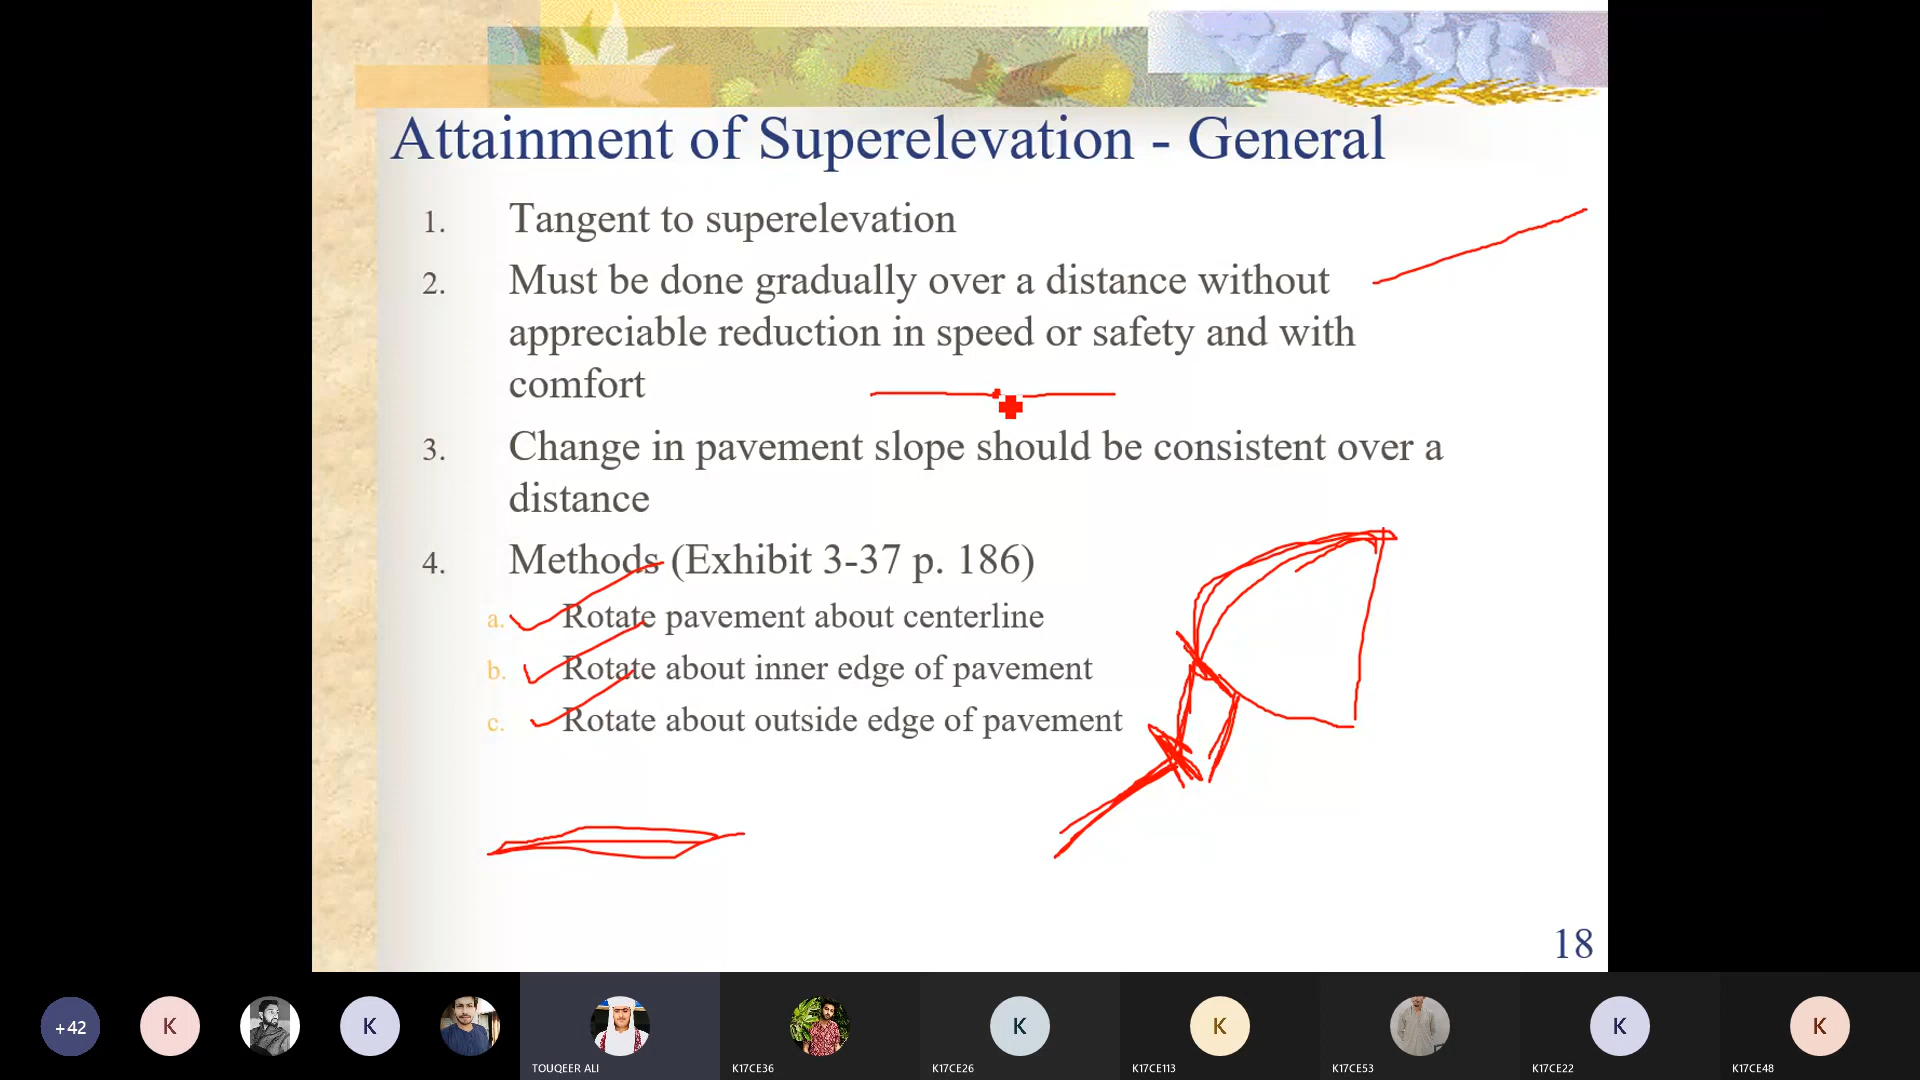 Attainment of Superelevation - General
1. Tangent to superelevation
2. Must be done gradually over a distance without
appreciable reduction in speed or safety and with
comfort
3. Change in pavement slope should be consistent over a
distance
4. Methods (Exhibit 3-37 p. 186)
a. Rotate pavement about centerline
b. Rotate about inner edge of pavement
c. Rotate about outside edge of pavement
18
+42 K K K K K K
TOUQEER ALI K17CE36 K17CE26 K17CE113 K17CE53 K17CE22 K17CE48